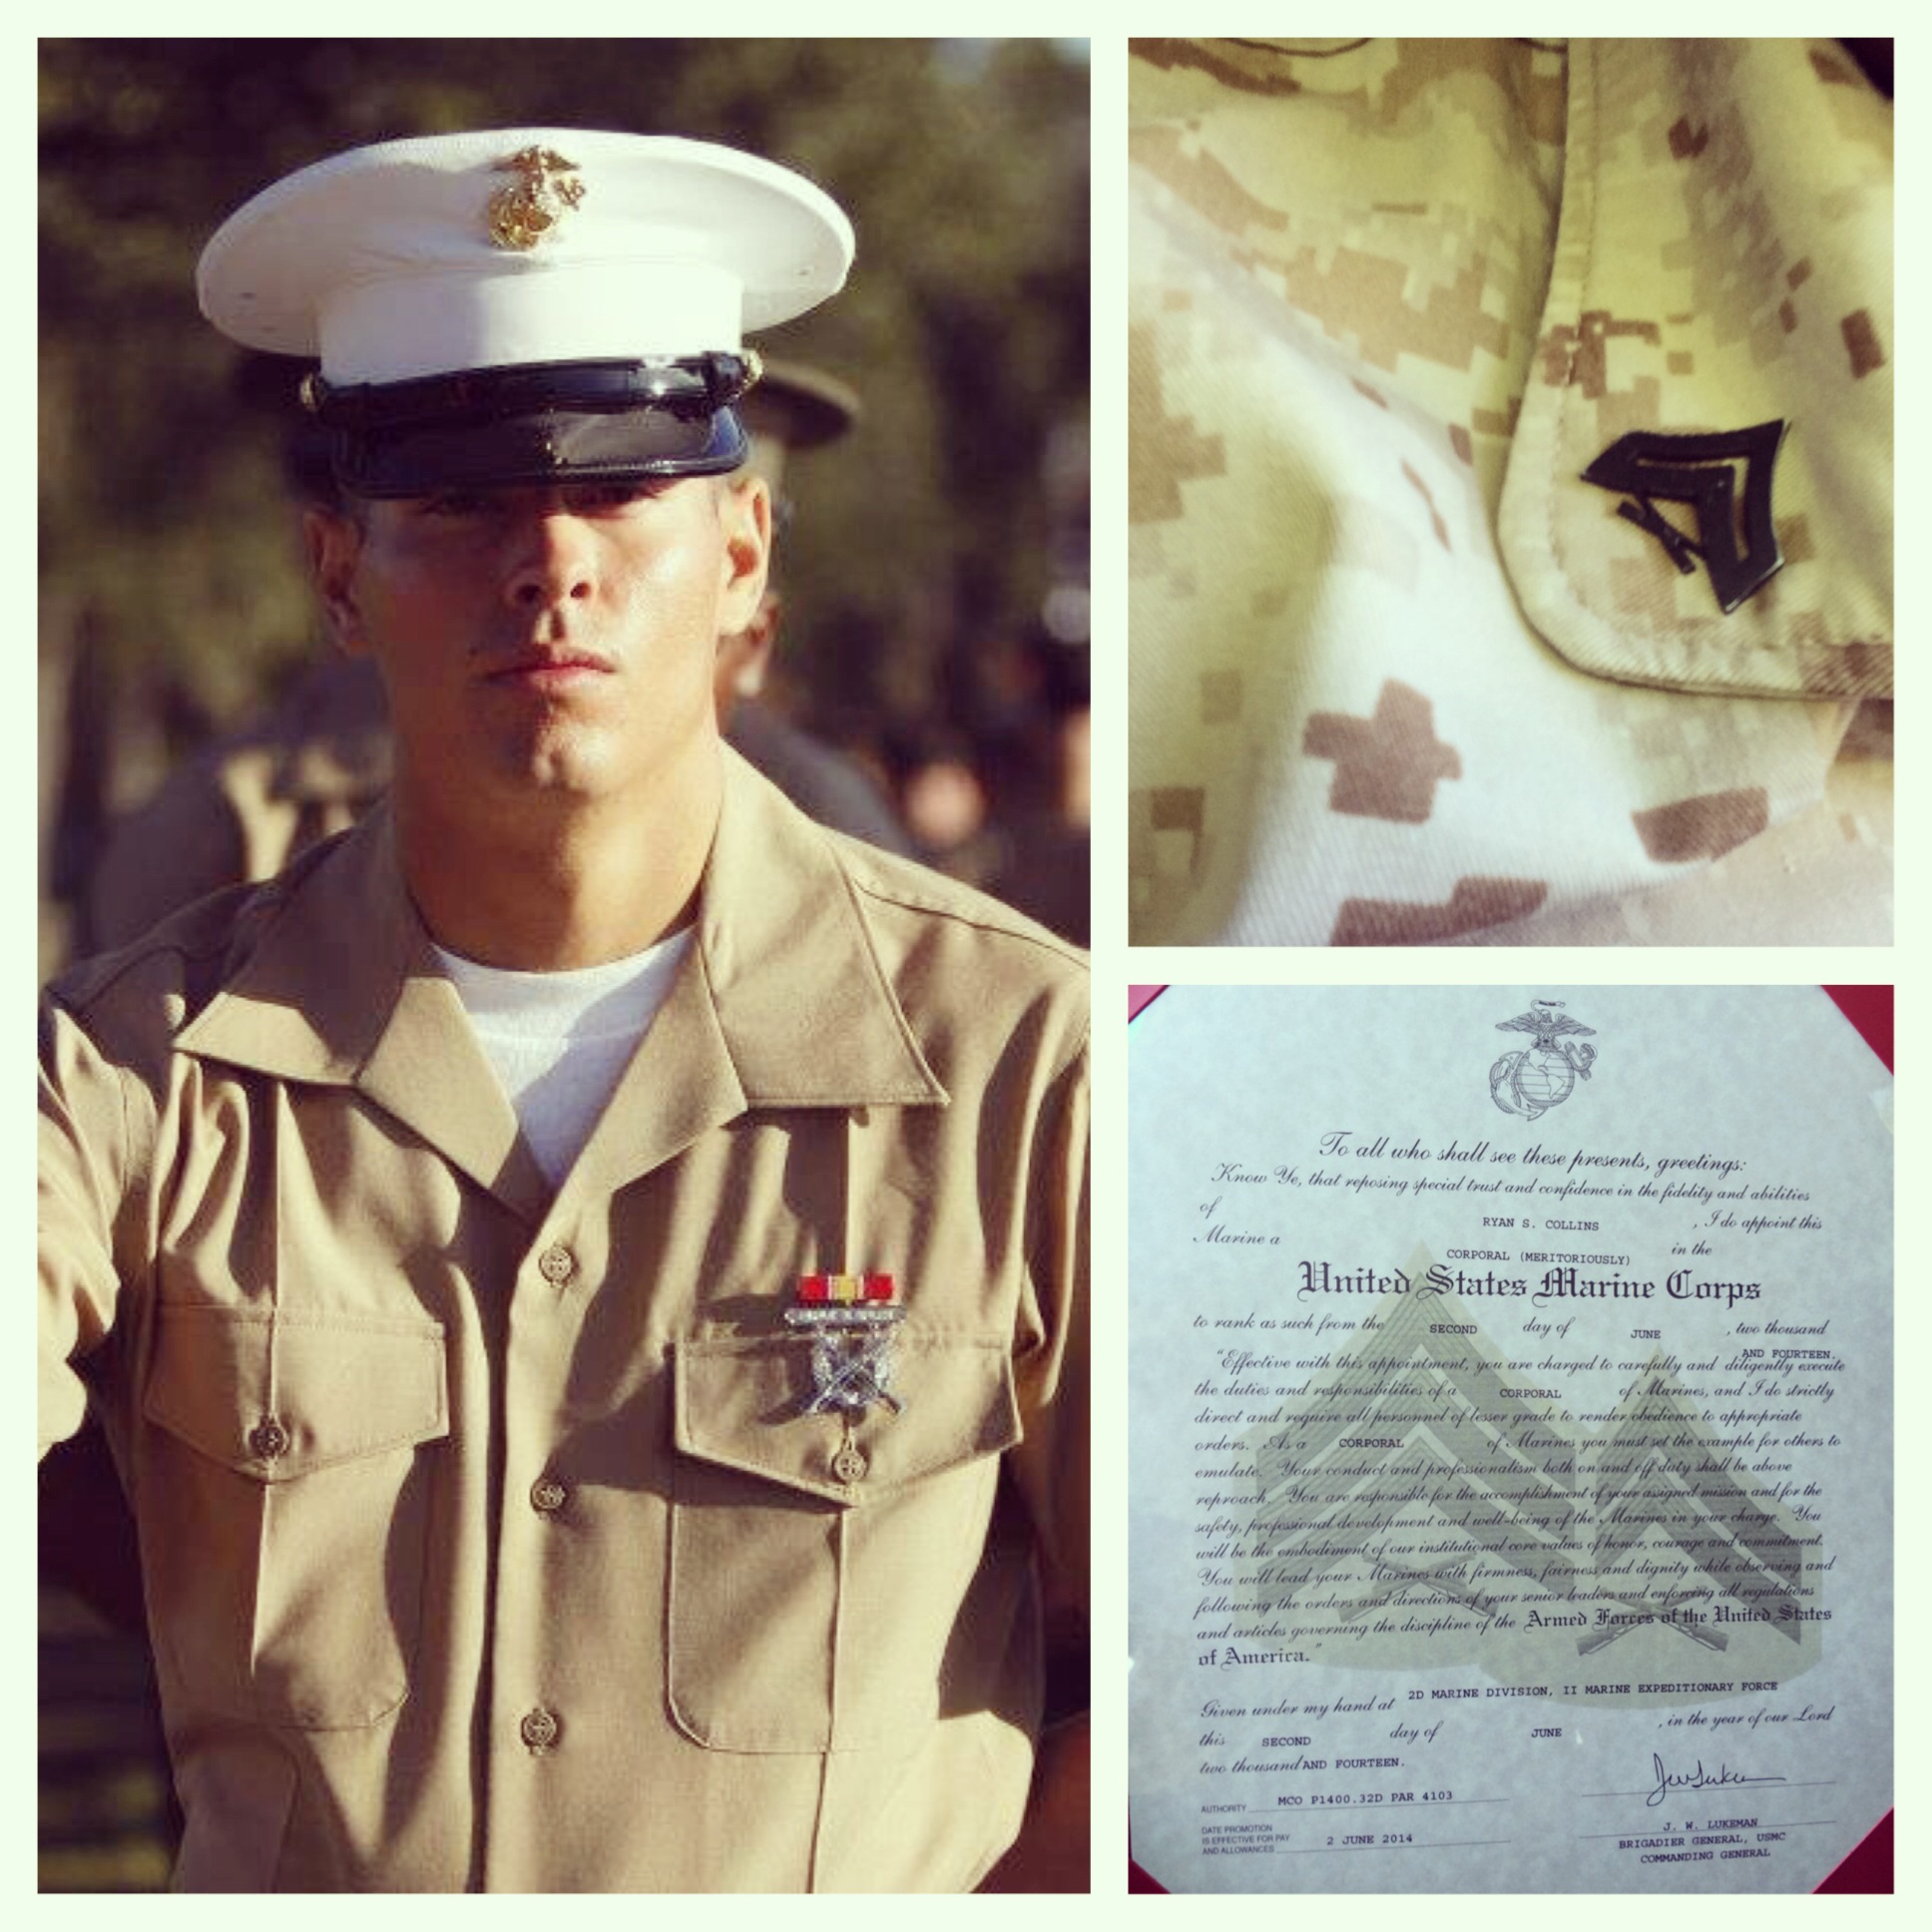 To all who shall see these presents, greetings:
Know Ye, that reposing special trust and confidence in the fidelity and abilities
of RYAN S. COLLINS , I do appoint this
Marine a CORPORAL (MERITORIOUSLY) in the
United States Marine Corps
to rank as such from the SECOND day of JUNE , two thousand
AND FOURTEEN.
"Effective with this appointment, you are charged to carefully and diligently execute
the duties and responsibilities of a CORPORAL of Marines, and I do strictly
direct and require all personnel of lesser grade to render obedience to appropriate
orders. As a CORPORAL of Marines you must set the example for others to
emulate. Your conduct and professionalism both on and off duty shall be above
reproach. You are responsible for the accomplishment of your assigned mission and for the
safety, professional development and well-being of the Marines in your charge. You
will be the embodiment of our institutional core values of honor, courage and commitment.
You will lead your Marines with firmness, fairness and dignity while observing and
following the orders and directions of your senior leaders and enforcing all regulations
and articles governing the discipline of the Armed Forces of the United States
of America."
Given under my hand at 2D MARINE DIVISION, II MARINE EXPEDITIONARY FORCE
this SECOND day of JUNE , in the year of our Lord
two thousand AND FOURTEEN.
AUTHORITY MCO P1400.32D PAR 4103
DATE PROMOTION
IS EFFECTIVE FOR PAY 2 JUNE 2014
AND ALLOWANCES
J. W. LUKEMAN
BRIGADIER GENERAL, USMC
COMMANDING GENERAL